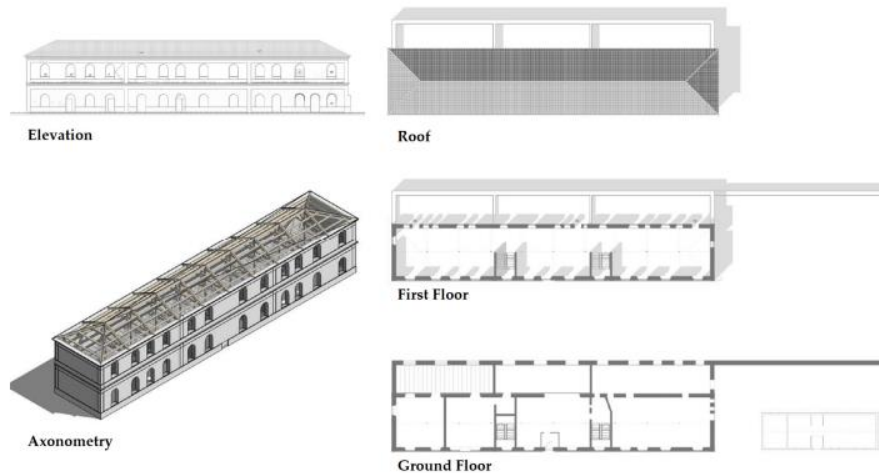 Elevation
Roof
Axonometry
First Floor
Ground Floor